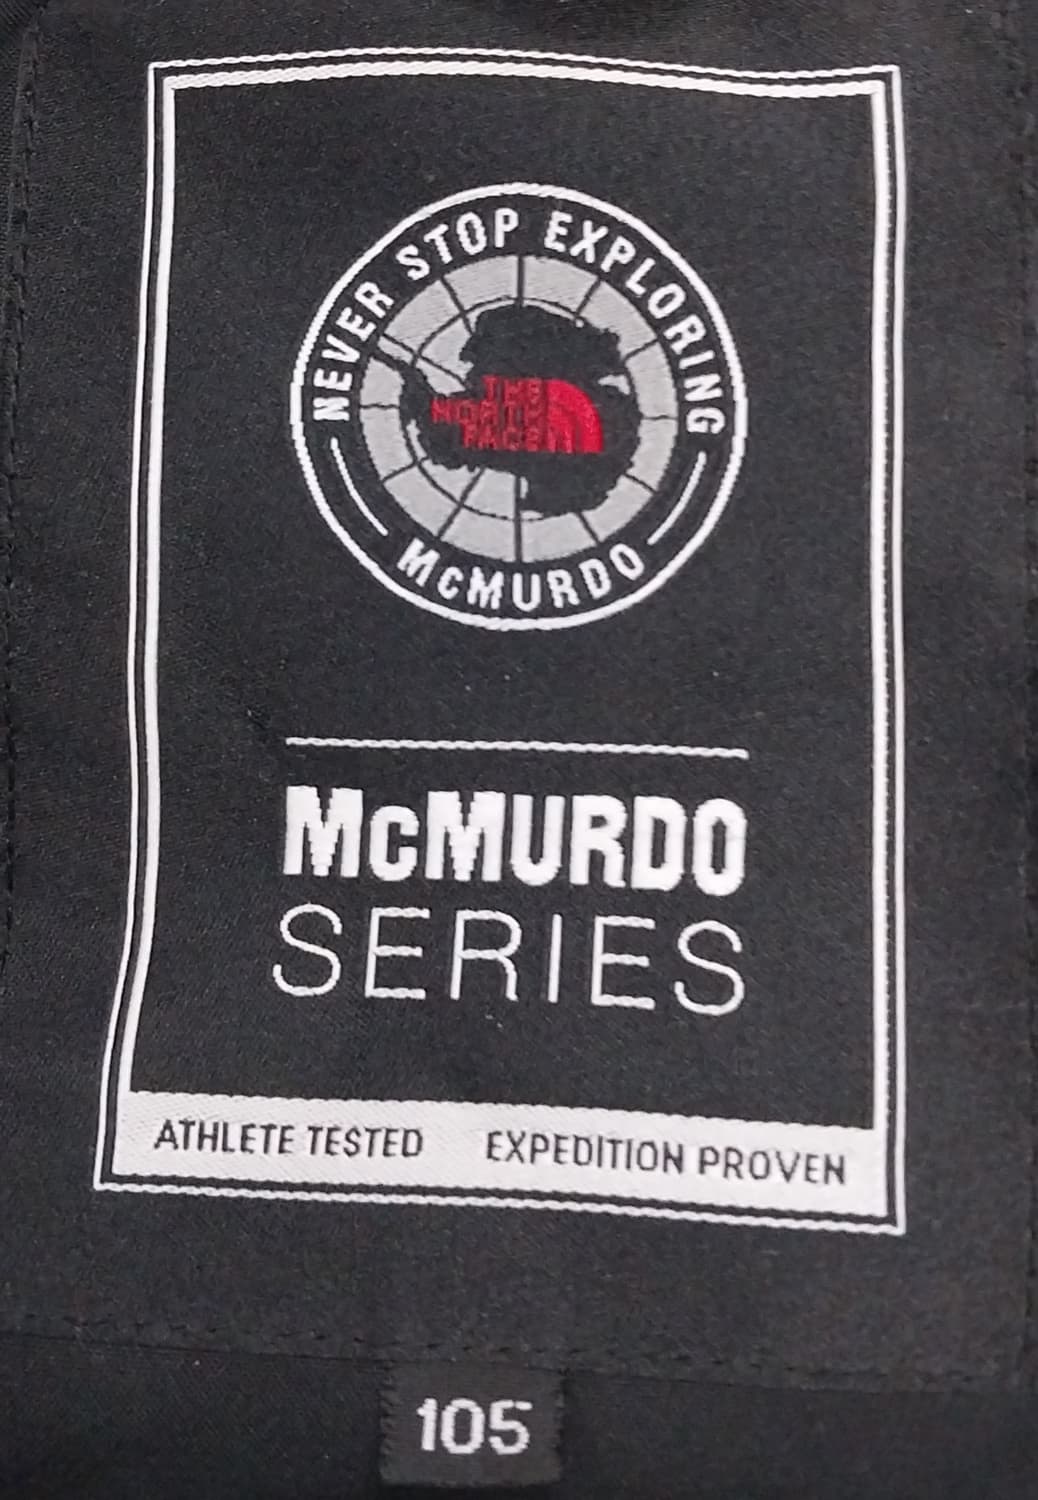 NEVER STOP EXPLORING
THE
NORTH
FACE
McMURDO
McMURDO
SERIES
ATHLETE TESTED EXPEDITION PROVEN
105